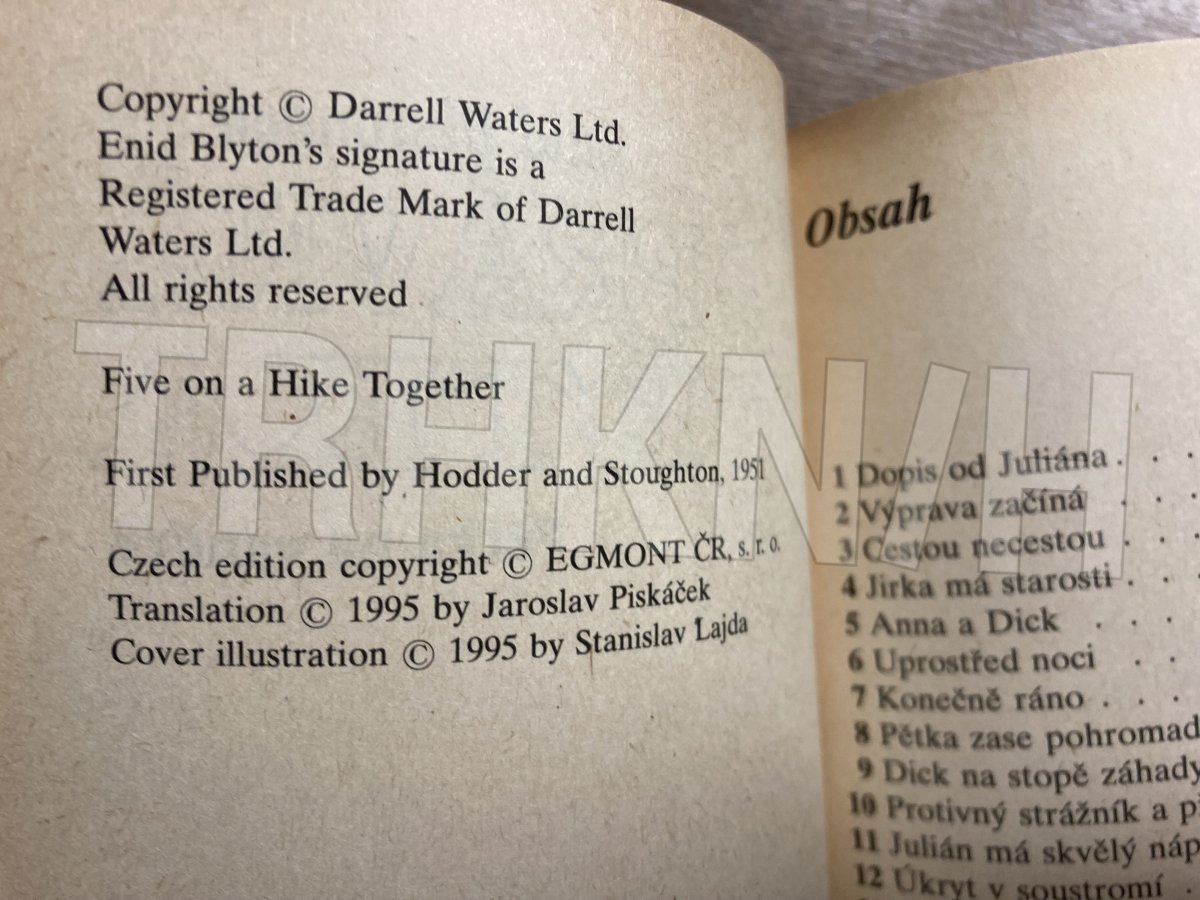 Copyright © Darrell Waters Ltd.
Enid Blyton's signature is a
Registered Trade Mark of Darrell
Waters Ltd.
All rights reserved
Five on a Hike Together
First Published by Hodder and Stoughton, 1951
Czech edition copyright © EGMONT ČR, s. r. o.
Translation © 1995 by Jaroslav Piskáček
Cover illustration © 1995 by Stanislav Lajda
Obsah
1 Dopis od Juliána . . .
2 Výprava začíná . . .
3 Cestou necestou . . .
4 Jirka má starosti . . .
5 Anna a Dick . . .
6 Uprostřed noci . . .
7 Konečně ráno . . .
8 Pětka zase pohromad
9 Dick na stopě záhady
10 Protivný strážník a p
11 Julián má skvělý náp
12 Úkryt v soustromí .
TRHKNIH